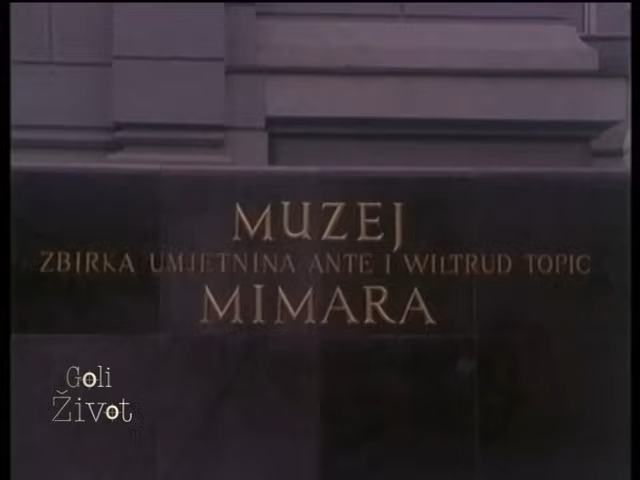 MUZEJ
ZBIRKA UMJETNINA ANTE I WILTRUD TOPIC
MIMARA
Goli
Život